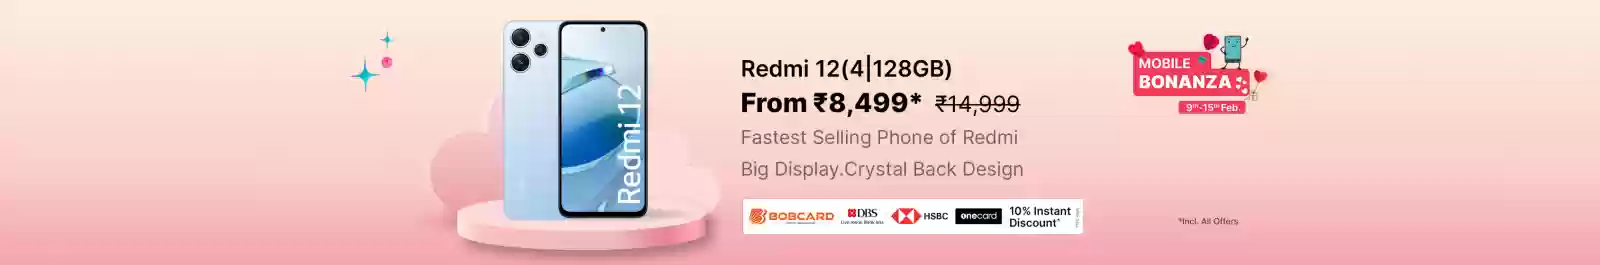 Redmi 12
Redmi 12(4|128GB)
From ₹8,499* ₹14,999
Fastest Selling Phone of Redmi
Big Display.Crystal Back Design
BOBCARD DBS HSBC onecard 10% Instant
Discount*
MOBILE
BONANZA
9th-15th Feb.
*Incl. All Offers